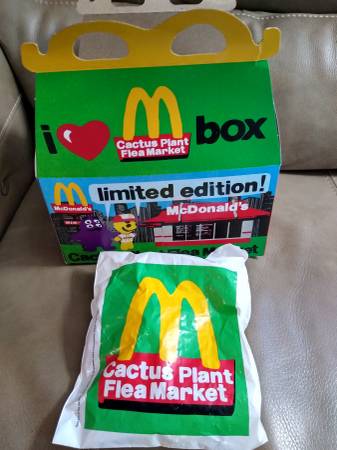 i
Cactus Plant
Flea Market
box
limited edition!
McDonald's
McDonald's
Cactus Plant
Flea Market